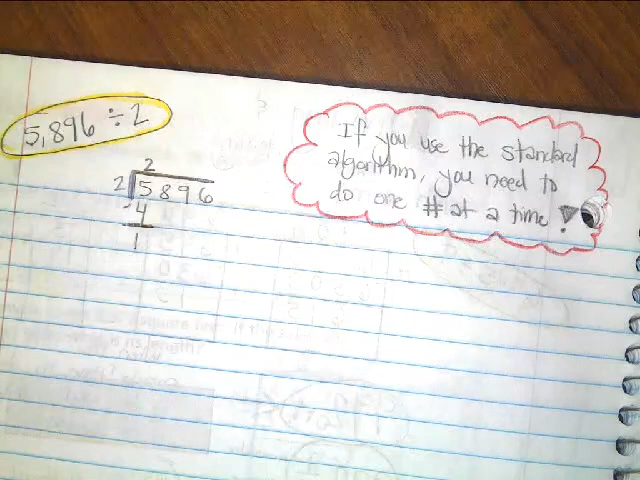 5,896 ÷ 2
If you use the standard
algorithm, you need to
do one # at a time!
2
2 5896
- 4
1